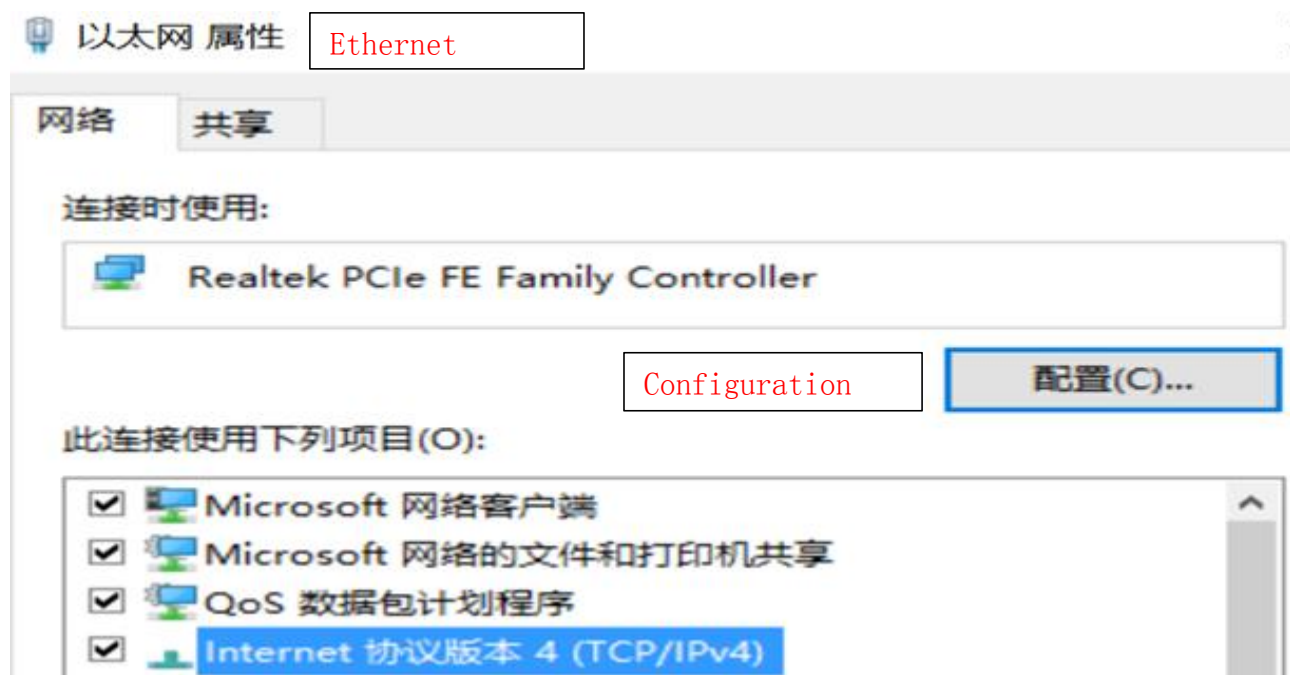 以太网 属性 Ethernet
网络 共享
连接时使用:
Realtek PCIe FE Family Controller
Configuration 配置(C)...
此连接使用下列项目(O):
Microsoft 网络客户端
Microsoft 网络的文件和打印机共享
QoS 数据包计划程序
Internet 协议版本 4 (TCP/IPv4)